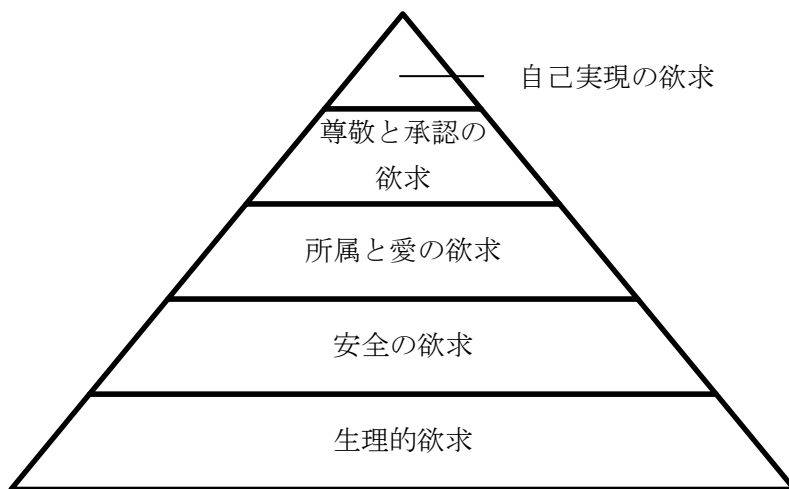 自己実現の欲求
尊敬と承認の
欲求
所属と愛の欲求
安全の欲求
生理的欲求